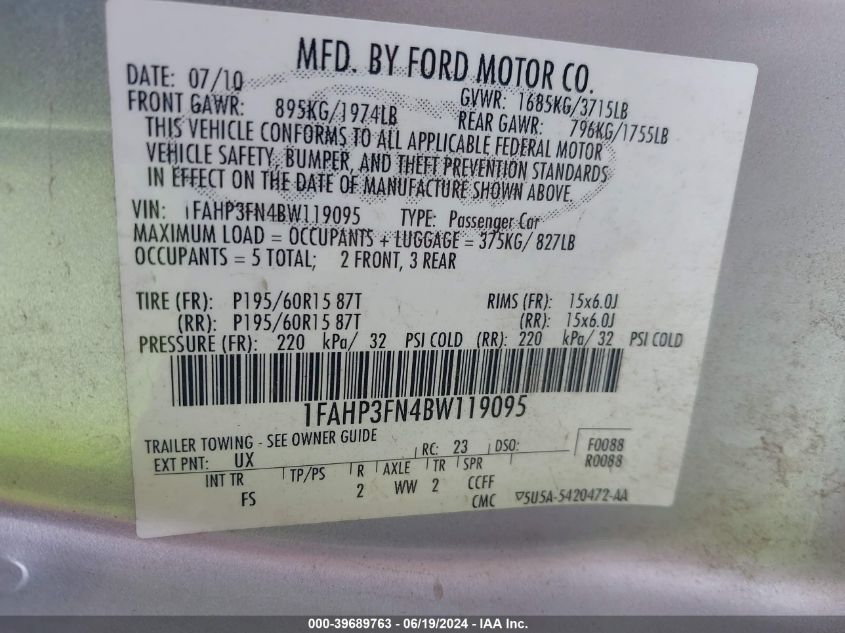 MFD. BY FORD MOTOR CO.
DATE: 07/10 GVWR: 1685KG/3715LB
FRONT GAWR: 895KG/1974LB REAR GAWR: 796KG/1755LB
THIS VEHICLE CONFORMS TO ALL APPLICABLE FEDERAL MOTOR
VEHICLE SAFETY, BUMPER, AND THEFT PREVENTION STANDARDS
IN EFFECT ON THE DATE OF MANUFACTURE SHOWN ABOVE.
VIN: 1FAHP3FN4BW119095 TYPE: Passenger Car
MAXIMUM LOAD = OCCUPANTS + LUGGAGE = 375KG/ 827LB
OCCUPANTS = 5 TOTAL; 2 FRONT, 3 REAR
TIRE (FR): P195/60R15 87T RIMS (FR): 15x6.0J
(RR): P195/60R15 87T (RR): 15x6.0J
PRESSURE (FR): 220 kPa/ 32 PSI COLD (RR): 220 kPa/ 32 PSI COLD
1FAHP3FN4BW119095
TRAILER TOWING - SEE OWNER GUIDE RC: 23 DSO: F0088
EXT PNT: UX R0088
INT TR TP/PS R AXLE TR SPR
FS 2 WW 2 CCFF
CMC 5U5A-5420472-AA
000-39689763 - 06/19/2024 - IAA Inc.